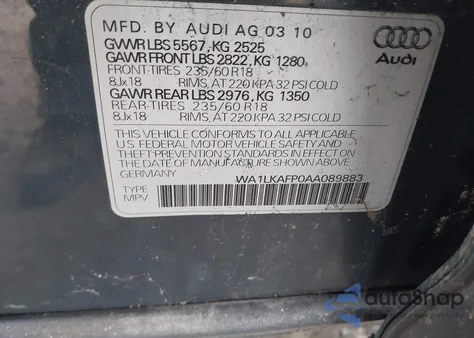 MFD. BY AUDI AG 03 10
GVWR LBS 5567, KG 2525
GAWR FRONT LBS 2822, KG 1280
FRONT-TIRES 235/60 R18
8Jx18 RIMS, AT 220 KPA 32 PSI COLD
GAWR REAR LBS 2976, KG 1350
REAR-TIRES 235/60 R18
8Jx18 RIMS, AT 220 KPA 32 PSI COLD
Audi
THIS VEHICLE CONFORMS TO ALL APPLICABLE
U.S FEDERAL MOTOR VEHICLE SAFETY AND
THEFT PREVENTION STANDARDS IN EFFECT ON THE
DATE OF MANUFACTURE SHOWN ABOVE
TYPE WA1LKAFP0AA089883
MPV
autoSnap